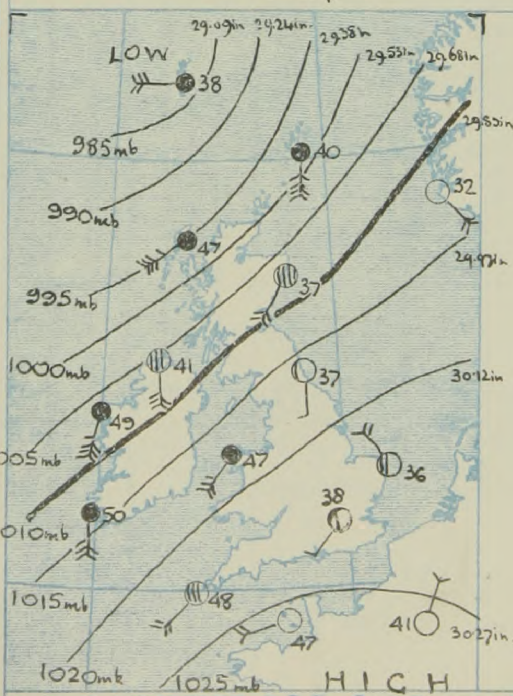 29.09in 29.24in. 29.38in
LOW
29.53in 29.68in
38
985mb
29.83in
40
32
990mb
47
29.97in
37
995mb
41
1000mb
37
30.12in
49
47
36
1005mb
50
38
1010mb
1015mb
48
41
30.27in
47
1020mb
1025mb
HIGH